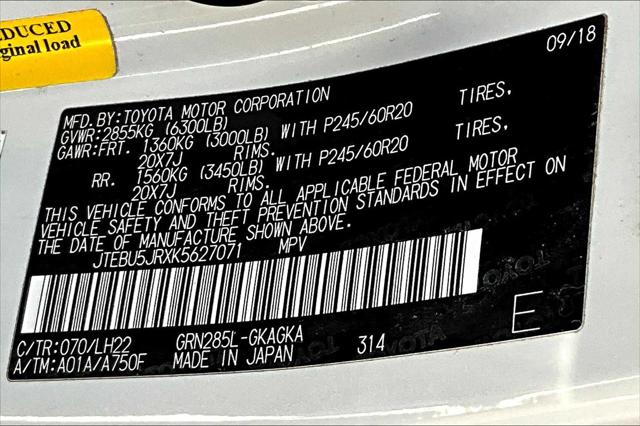 DUCED
ginal load
09/18
MFD.BY:TOYOTA MOTOR CORPORATION
GVWR:2855KG (6300LB)
GAWR:FRT. 1360KG (3000LB) WITH P245/60R20 TIRES,
20X7J RIMS.
RR. 1560KG (3450LB) WITH P245/60R20 TIRES,
20X7J RIMS.
THIS VEHICLE CONFORMS TO ALL APPLICABLE FEDERAL MOTOR
VEHICLE SAFETY AND THEFT PREVENTION STANDARDS IN EFFECT ON
THE DATE OF MANUFACTURE SHOWN ABOVE.
JTEBU5JRXK5627071 MPV
C/TR:070/LH22 GRN285L-GKAGKA
A/TM:A01A/A750F MADE IN JAPAN 314
E